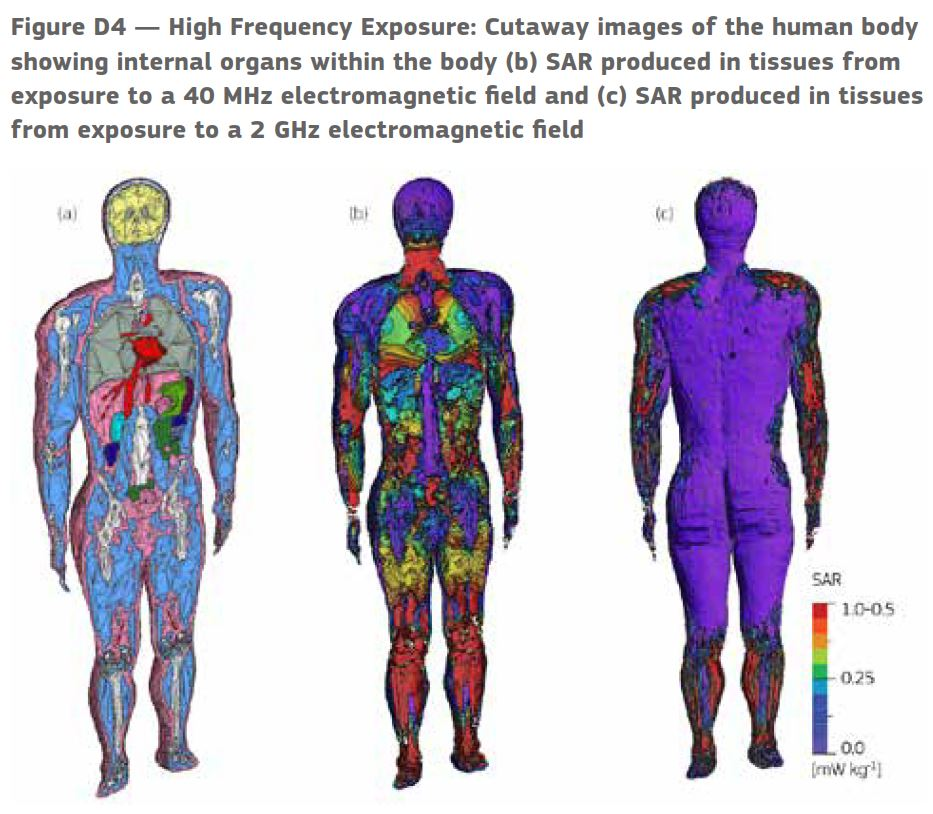 Figure D4 — High Frequency Exposure: Cutaway images of the human body
showing internal organs within the body (b) SAR produced in tissues from
exposure to a 40 MHz electromagnetic field and (c) SAR produced in tissues
from exposure to a 2 GHz electromagnetic field
(a)
(b)
(c)
SAR
1.0-0.5
0.25
0.0
[mW kg⁻¹]